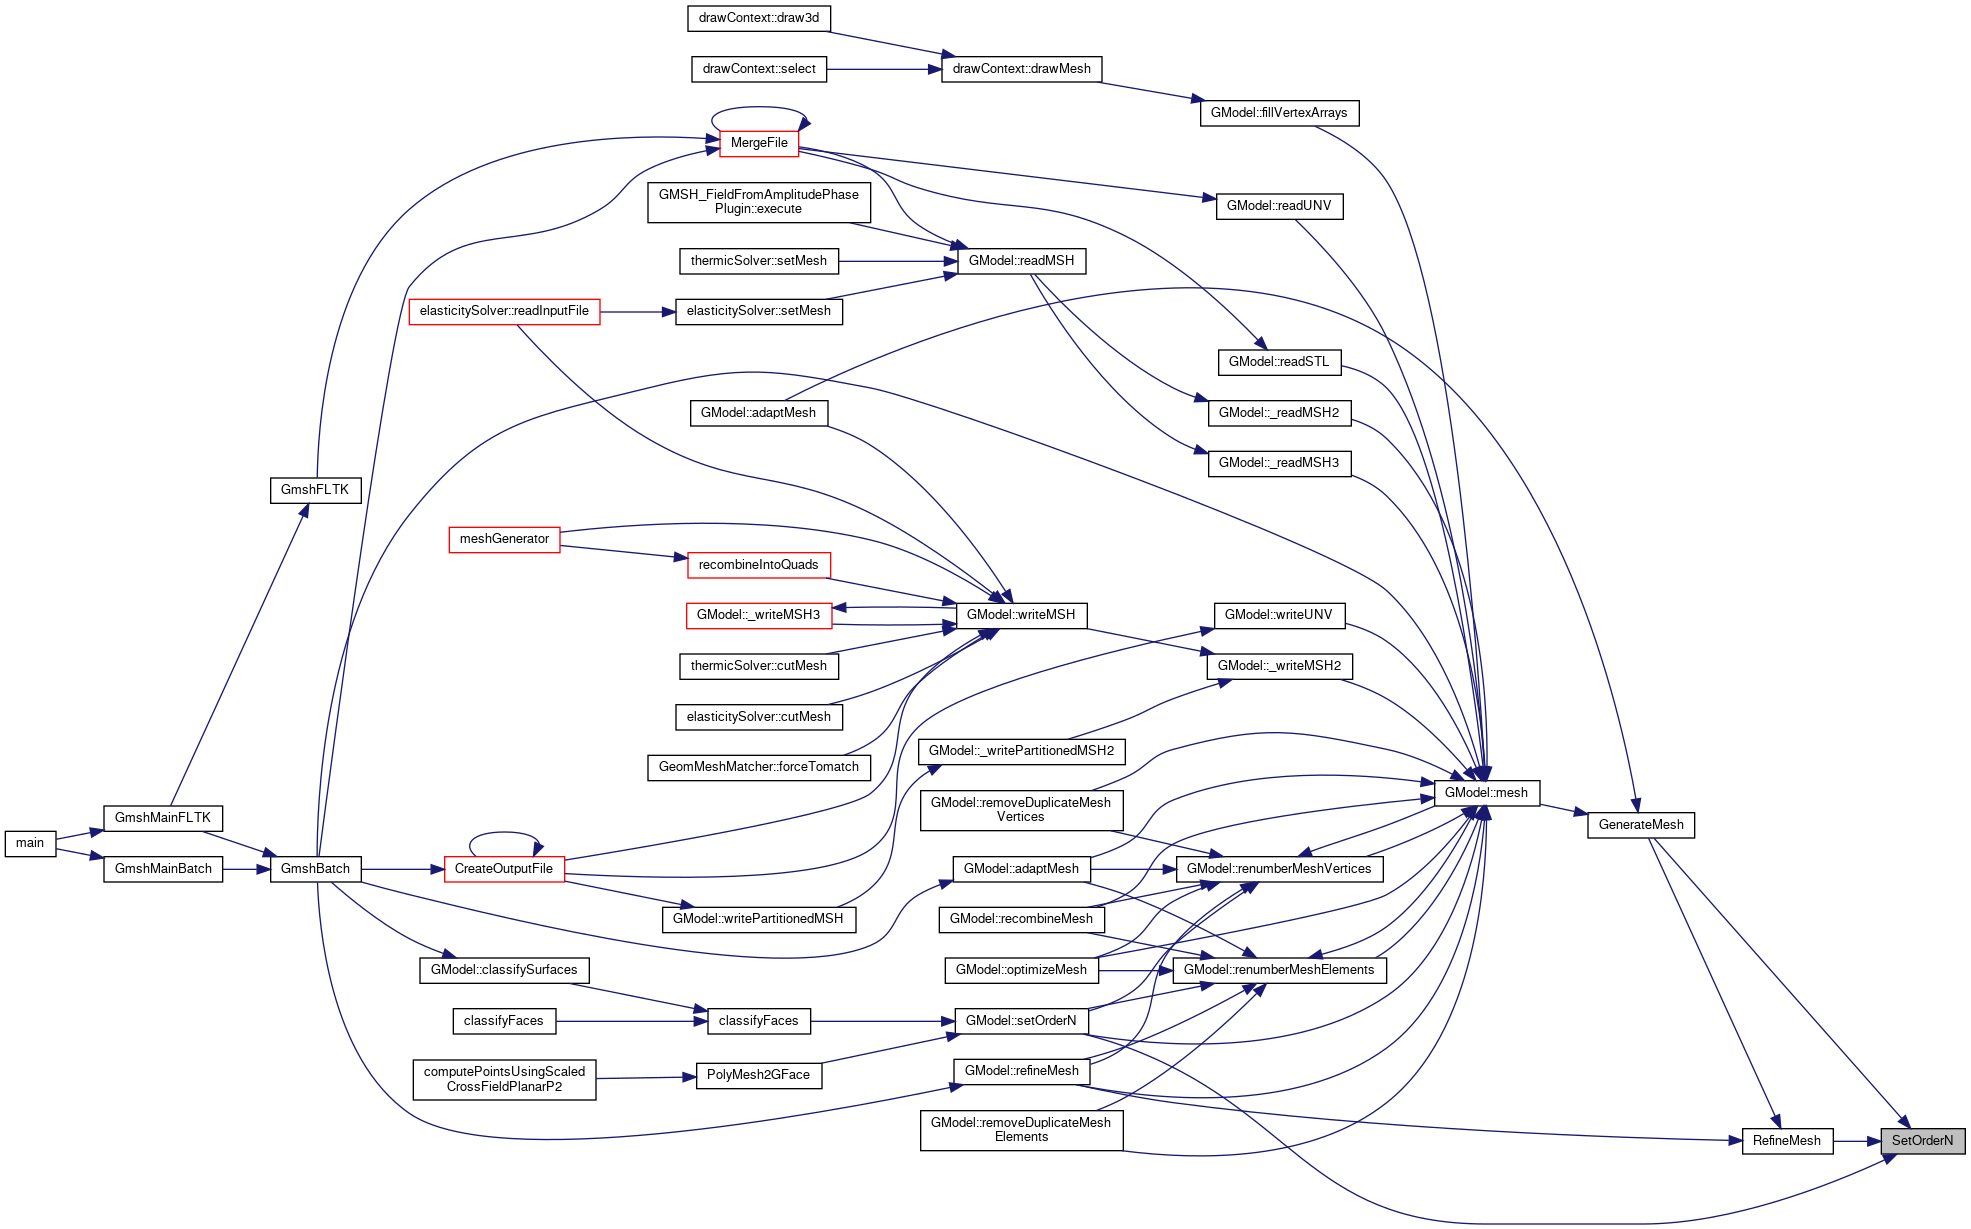 drawContext::draw3d
drawContext::select
drawContext::drawMesh
GModel::fillVertexArrays
MergeFile
GMSH_FieldFromAmplitudePhase
Plugin::execute
GModel::readUNV
thermicSolver::setMesh
GModel::readMSH
elasticitySolver::readInputFile
elasticitySolver::setMesh
GModel::readSTL
GModel::adaptMesh
GModel::_readMSH2
GModel::_readMSH3
GmshFLTK
meshGenerator
recombineIntoQuads
GModel::_writeMSH3
GModel::writeMSH
GModel::writeUNV
thermicSolver::cutMesh
GModel::_writeMSH2
elasticitySolver::cutMesh
GModel::_writePartitionedMSH2
GeomMeshMatcher::forceTomatch
GModel::mesh
GModel::removeDuplicateMesh
Vertices
GmshMainFLTK
GenerateMesh
main
GmshMainBatch
GmshBatch
CreateOutputFile
GModel::adaptMesh
GModel::renumberMeshVertices
GModel::writePartitionedMSH
GModel::recombineMesh
GModel::classifySurfaces
GModel::optimizeMesh
GModel::renumberMeshElements
classifyFaces
classifyFaces
GModel::setOrderN
computePointsUsingScaled
CrossFieldPlanarP2
PolyMesh2GFace
GModel::refineMesh
GModel::removeDuplicateMesh
Elements
RefineMesh
SetOrderN